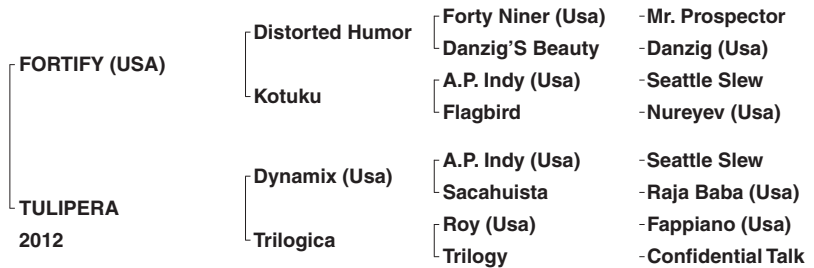 FORTIFY (USA)
TULIPERA
2012
Distorted Humor
Kotuku
Dynamix (Usa)
Trilogica
Forty Niner (Usa)
Danzig'S Beauty
A.P. Indy (Usa)
Flagbird
A.P. Indy (Usa)
Sacahuista
Roy (Usa)
Trilogy
-Mr. Prospector
-Danzig (Usa)
-Seattle Slew
-Nureyev (Usa)
-Seattle Slew
-Raja Baba (Usa)
-Fappiano (Usa)
-Confidential Talk